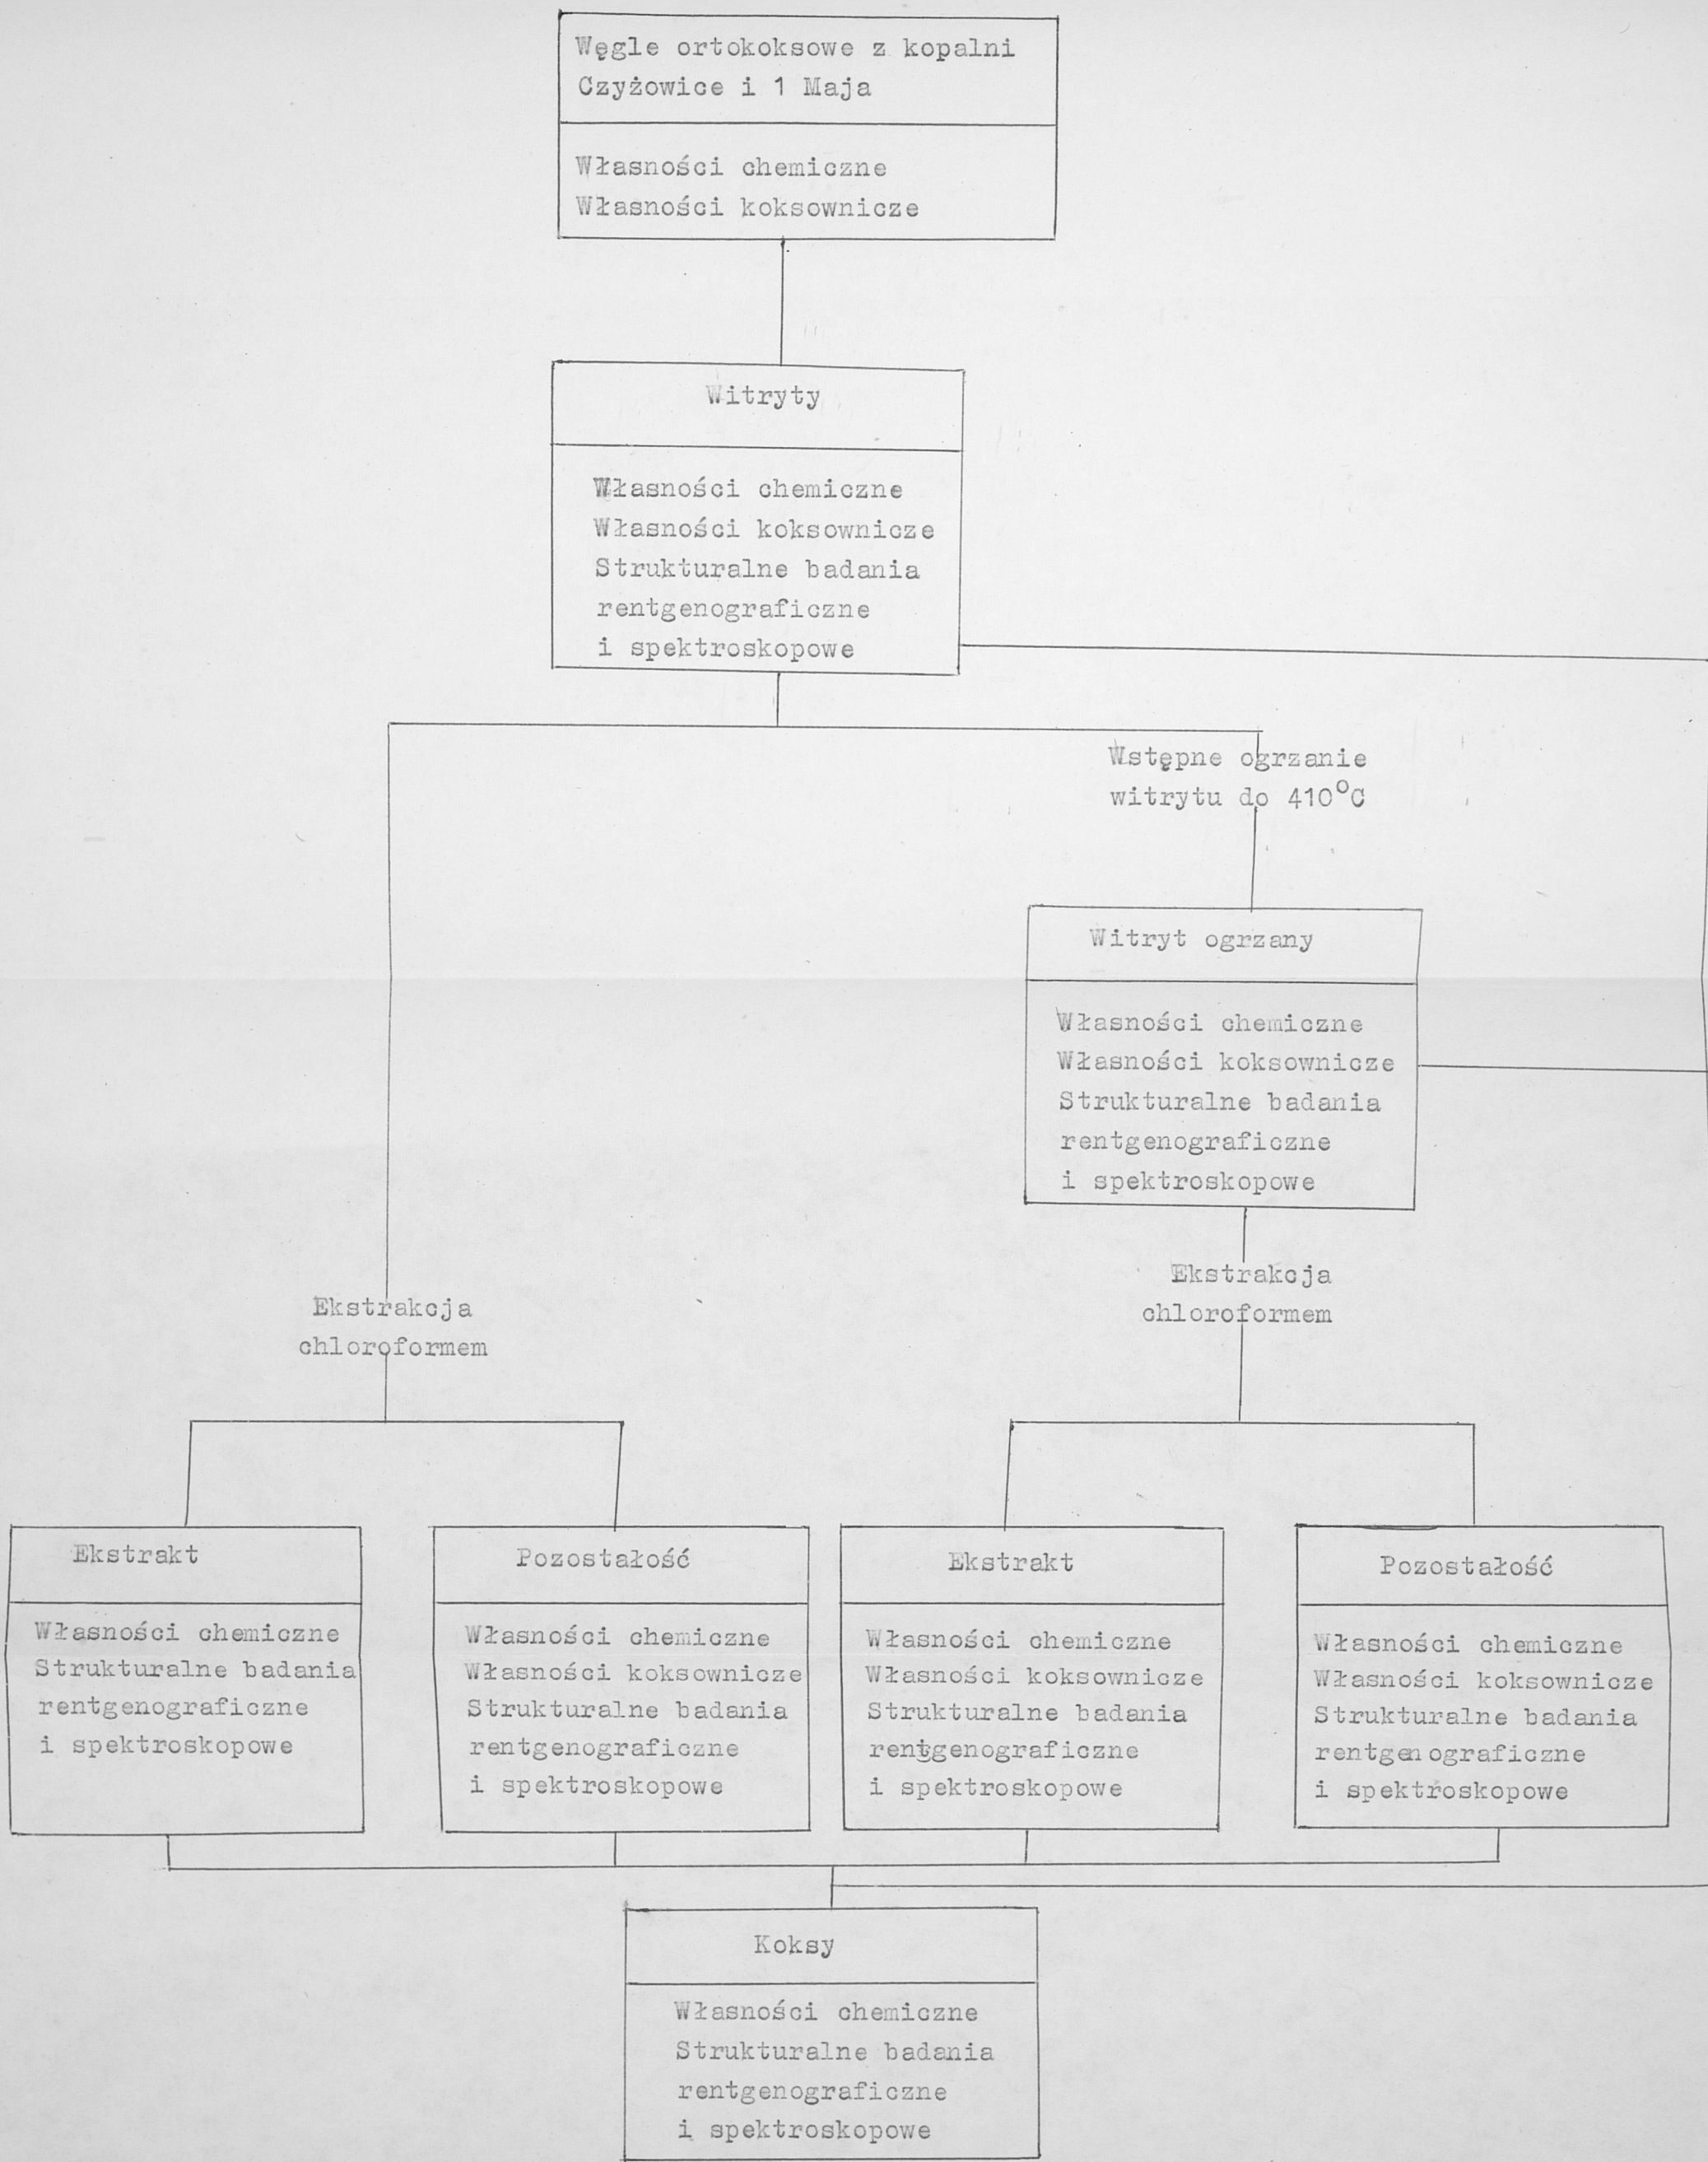 Węgle ortokoksowe z kopalni
Czyżowice i 1 Maja
Własności chemiczne
Własności koksownicze
Witryty
Własności chemiczne
Własności koksownicze
Strukturalne badania
rentgenograficzne
i spektroskopowe
Wstępne ogrzanie
witrytu do 410°C
Witryt ogrzany
Własności chemiczne
Własności koksownicze
Strukturalne badania
rentgenograficzne
i spektroskopowe
Ekstrakcja
chloroformem
Ekstrakcja
chloroformem
Ekstrakt
Własności chemiczne
Strukturalne badania
rentgenograficzne
i spektroskopowe
Pozostałość
Własności chemiczne
Własności koksownicze
Strukturalne badania
rentgenograficzne
i spektroskopowe
Ekstrakt
Własności chemiczne
Własności koksownicze
Strukturalne badania
rentgenograficzne
i spektroskopowe
Pozostałość
Własności chemiczne
Własności koksownicze
Strukturalne badania
rentgenograficzne
i spektroskopowe
Koksy
Własności chemiczne
Strukturalne badania
rentgenograficzne
i spektroskopowe